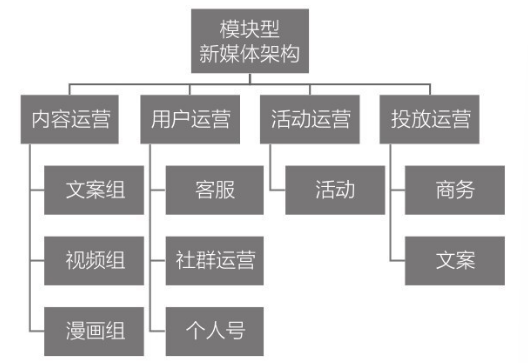 模块型
新媒体架构
内容运营
用户运营
活动运营
投放运营
文案组
客服
活动
商务
视频组
社群运营
文案
漫画组
个人号